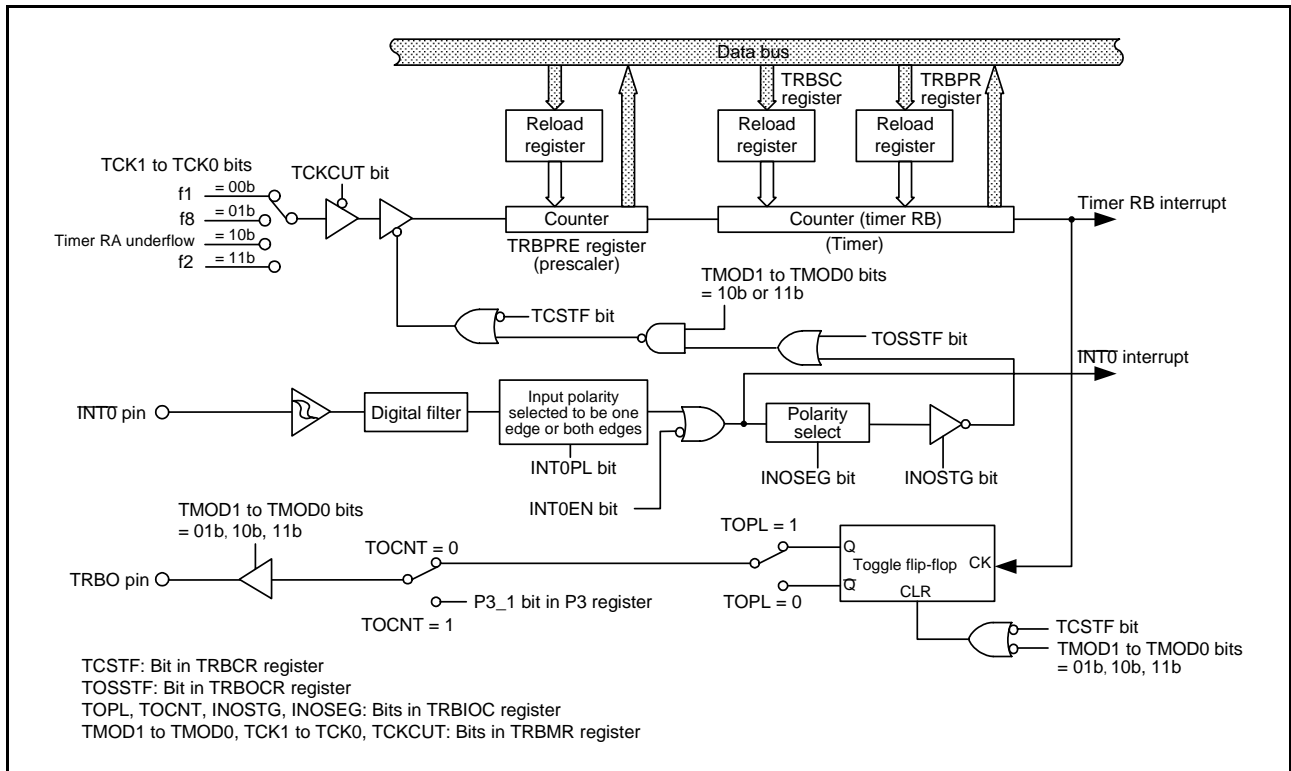 Data bus
TRBSC
register
TRBPR
register
Reload
register
Reload
register
Reload
register
TCK1 to TCK0 bits
TCKCUT bit
f1
= 00b
f8
= 01b
Timer RA underflow
= 10b
f2
= 11b
Counter
Counter (timer RB)
Timer RB interrupt
TRBPRE register
(prescaler)
(Timer)
TMOD1 to TMOD0 bits
= 10b or 11b
TCSTF bit
TOSSTF bit
INT0 interrupt
INT0 pin
Digital filter
Input polarity
selected to be one
edge or both edges
Polarity
select
INT0PL bit
INOSEG bit
INOSTG bit
INT0EN bit
TMOD1 to TMOD0 bits
= 01b, 10b, 11b
TOPL = 1
TOCNT = 0
Q
Toggle flip-flop
CK
Q
CLR
TRBO pin
P3_1 bit in P3 register
TOPL = 0
TOCNT = 1
TCSTF bit
TMOD1 to TMOD0 bits
= 01b, 10b, 11b
TCSTF: Bit in TRBCR register
TOSSTF: Bit in TRBOCR register
TOPL, TOCNT, INOSTG, INOSEG: Bits in TRBIOC register
TMOD1 to TMOD0, TCK1 to TCK0, TCKCUT: Bits in TRBMR register